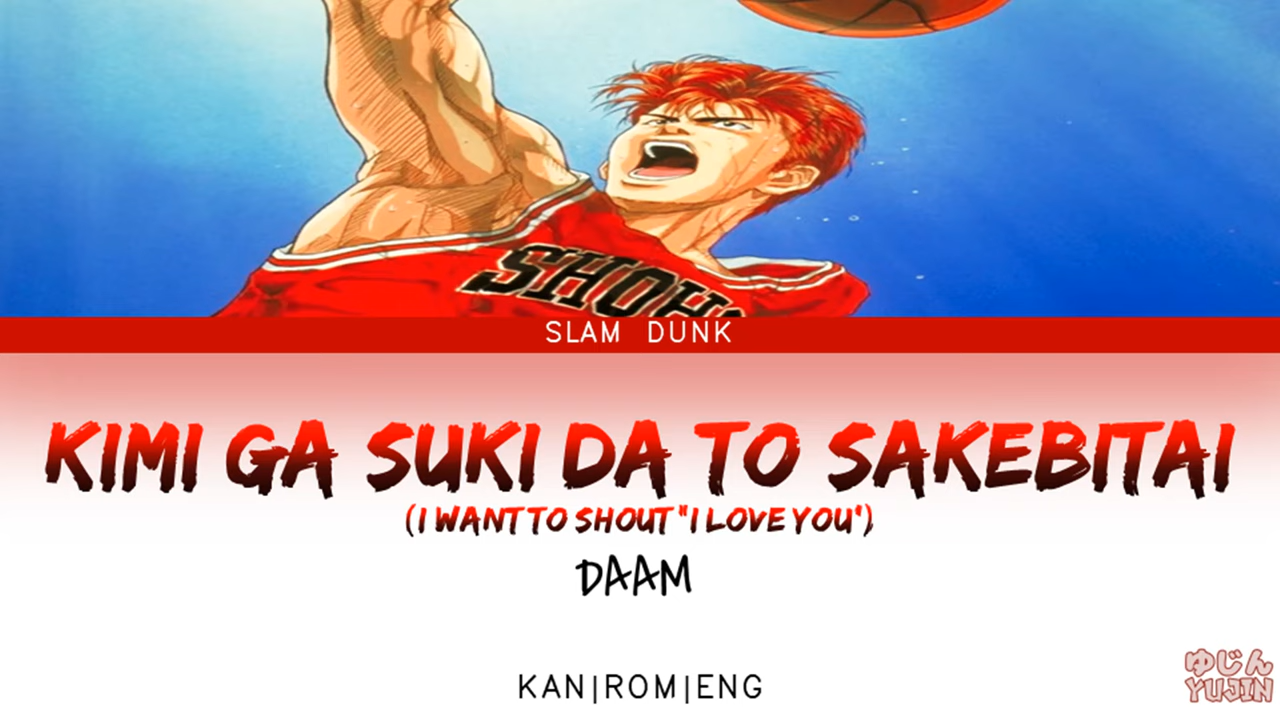 SHOH
SLAM DUNK
KIMI GA SUKI DA TO SAKEBITAI
(I WANT TO SHOUT "I LOVE YOU")
DAAM
KAN|ROM|ENG
ゆじん
YUJIN